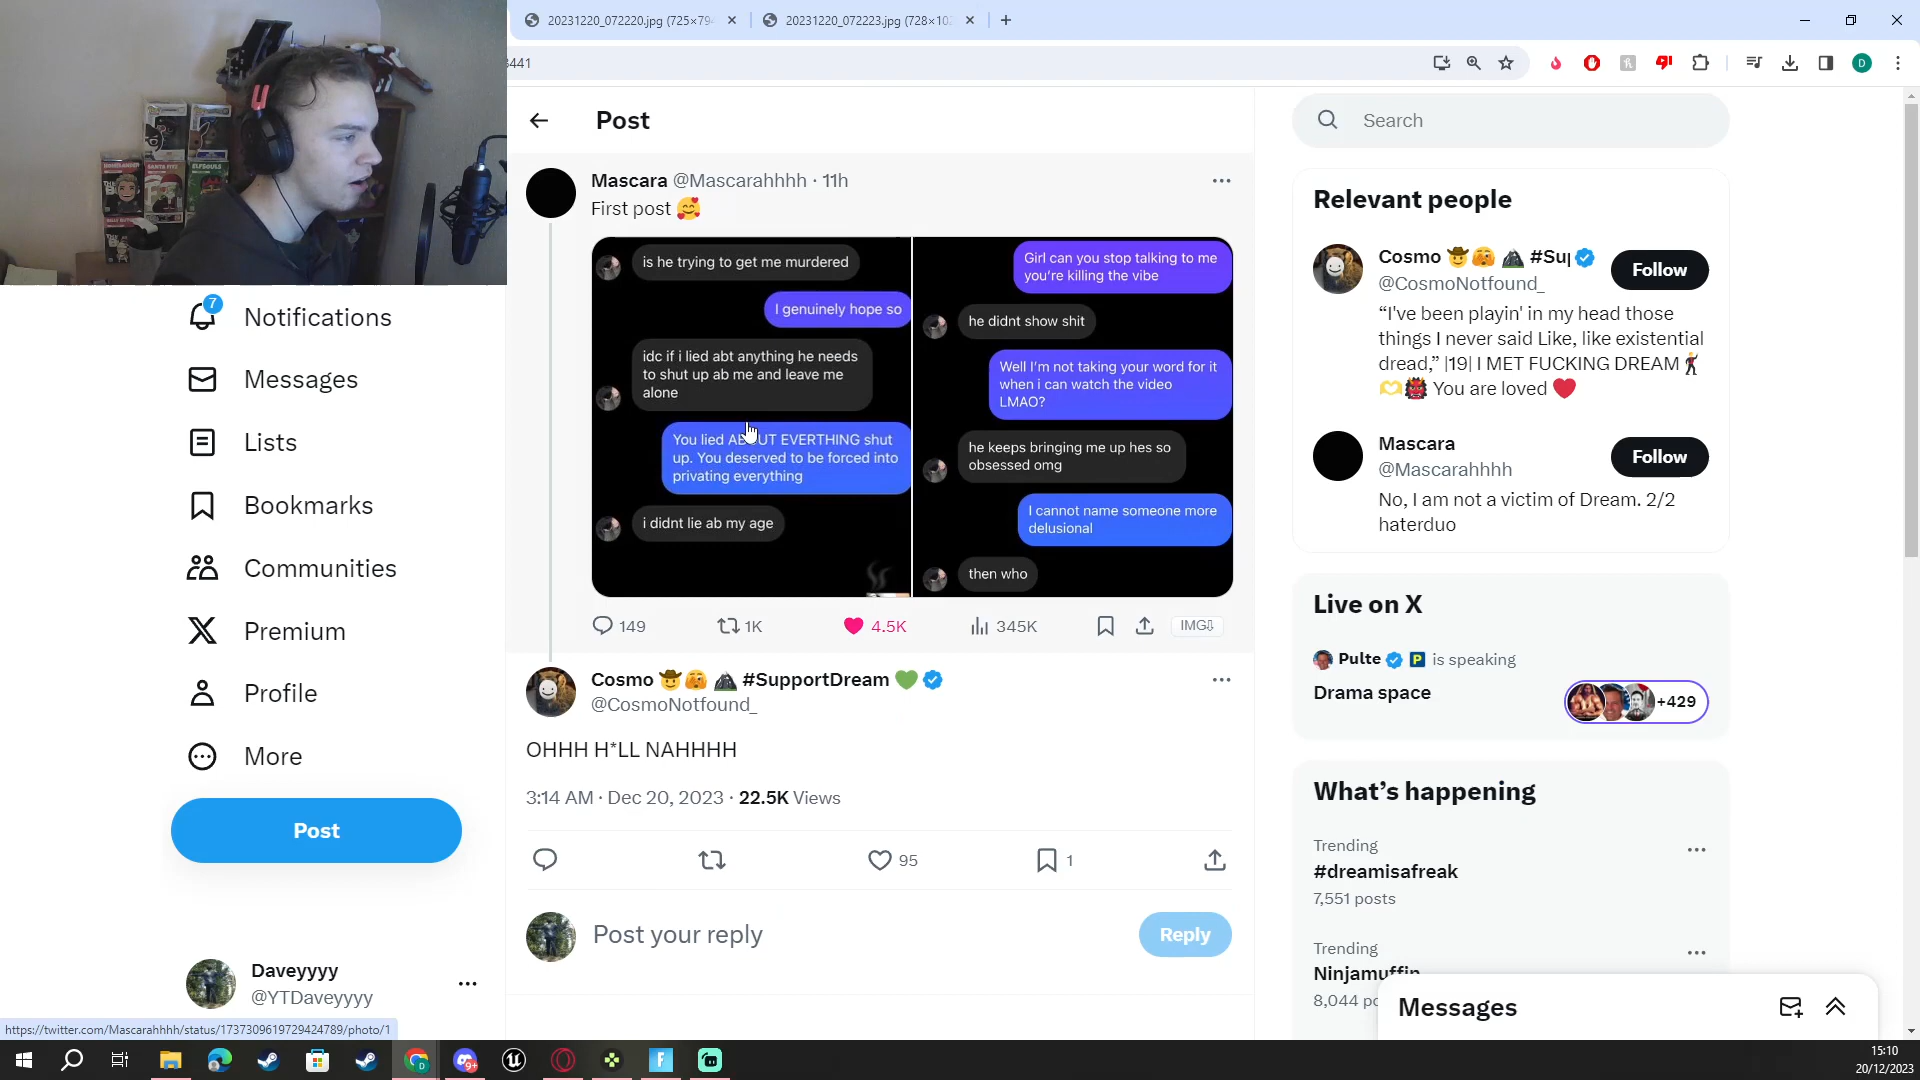 20231220_072220.jpg (725×79
20231220_072223.jpg (728×10
3441
Post
Search
Mascara @Mascarahhhh · 11h
First post 🥰
is he trying to get me murdered
I genuinely hope so
idc if i lied abt anything he needs
to shut up ab me and leave me
alone
You lied ABOUT EVERTHING shut
up. You deserved to be forced into
privating everything
i didnt lie ab my age
Girl can you stop talking to me
you're killing the vibe
he didnt show shit
Well I'm not taking your word for it
when i can watch the video
LMAO?
he keeps bringing me up hes so
obsessed omg
I cannot name someone more
delusional
then who
149
1K
4.5K
345K
IMG⇩
Cosmo 🤠🫣 ⛰️ #SupportDream 💚
@CosmoNotfound_
OHHH H*LL NAHHHH
3:14 AM · Dec 20, 2023 · 22.5K Views
95
1
Post your reply
Reply
7
Notifications
Messages
Lists
Bookmarks
Communities
Premium
Profile
More
Post
Daveyyyy
@YTDaveyyyy
https://twitter.com/Mascarahhhh/status/1737309619729424789/photo/1
Relevant people
Cosmo 🤠🫣 ⛰️ #Su
@CosmoNotfound_
Follow
“I've been playin' in my head those
things I never said Like, like existential
dread,” |19| I MET FUCKING DREAM🕺
🫶👹 You are loved ❤️
Mascara
@Mascarahhhh
Follow
No, I am not a victim of Dream. 2/2
haterduo
Live on X
Pulte is speaking
Drama space
+429
What’s happening
Trending
#dreamisafreak
7,551 posts
Trending
Ninjamuffin
8,044 po
Messages
D
9+
15:10
20/12/2023